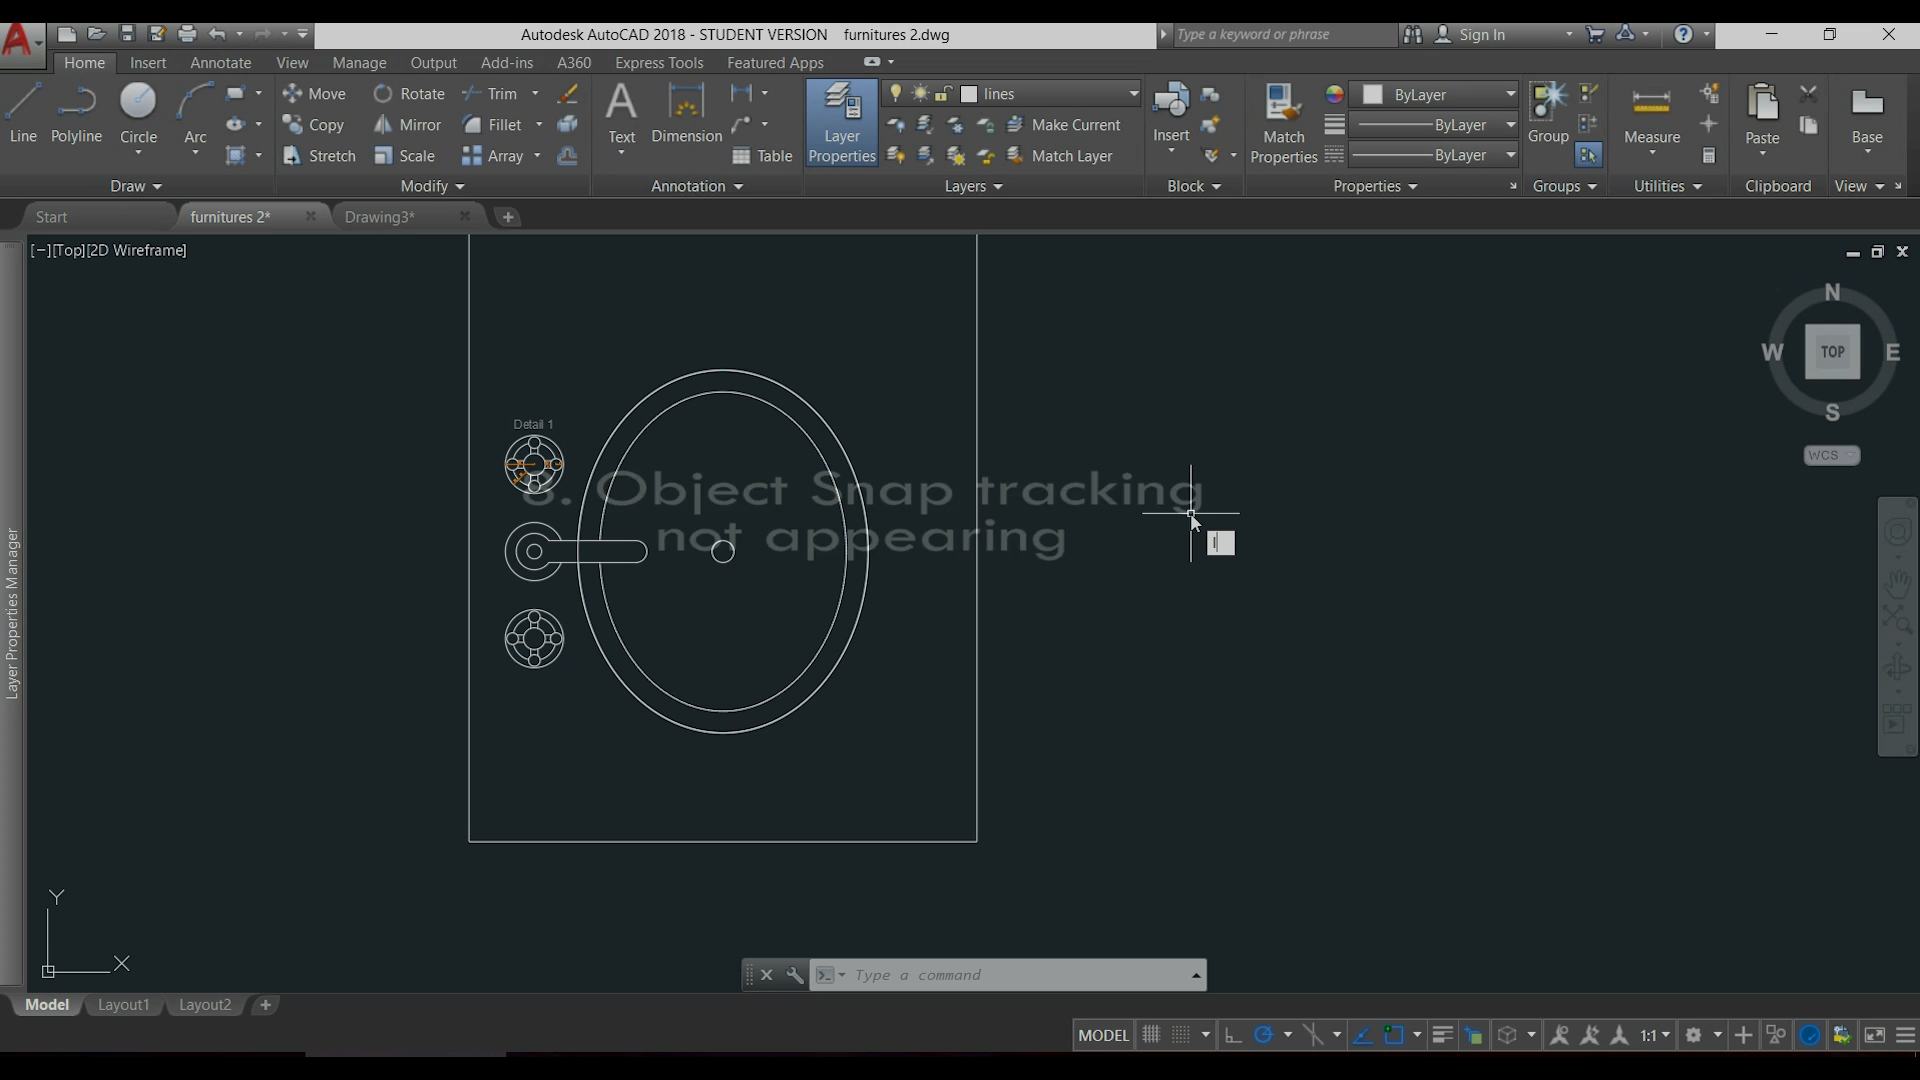 Autodesk AutoCAD 2018 - STUDENT VERSION furnitures 2.dwg
Type a keyword or phrase
Sign In
Home Insert Annotate View Manage Output Add-ins A360 Express Tools Featured Apps
Line Polyline Circle Arc
Move Rotate Trim
Copy Mirror Fillet
Stretch Scale Array
Text Dimension Table
Layer Properties
lines
Make Current
Match Layer
Insert
Match Properties
ByLayer
ByLayer
ByLayer
Group
Measure
Paste
Base
Draw Modify Annotation Layers Block Properties Groups Utilities Clipboard View
Start furnitures 2* Drawing3*
[−][Top][2D Wireframe]
N
W TOP E
S
WCS
Detail 1
8. Object Snap tracking
not appearing
l
Layer Properties Manager
Y
X
Type a command
Model Layout1 Layout2
MODEL 1:1